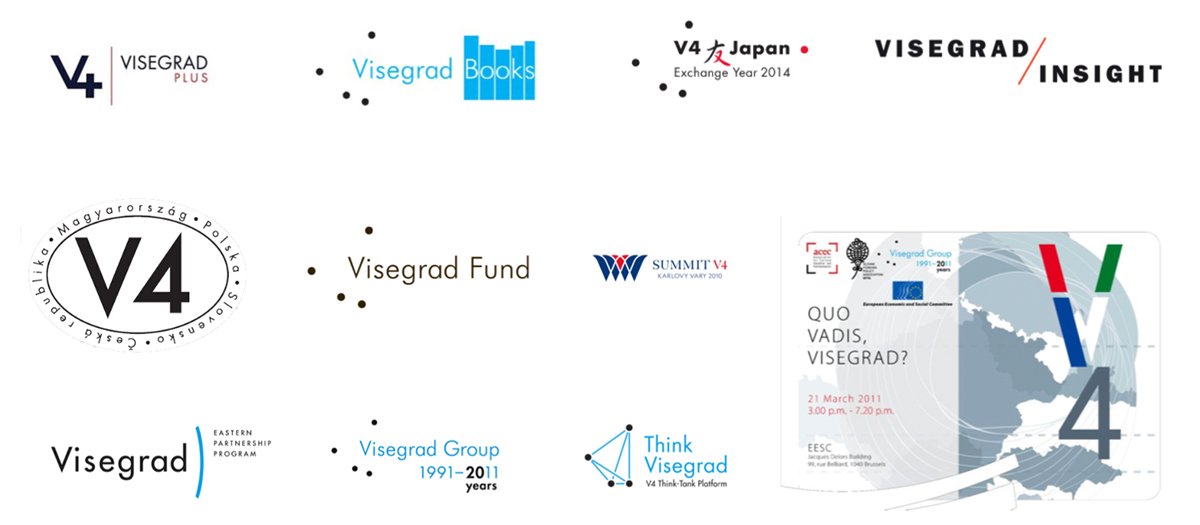 V4
VISEGRAD
PLUS
Visegrad Books
V4 友 Japan
Exchange Year 2014
VISEGRAD/
INSIGHT
V4
Magyarország • Polska • Slovensko • Česká republika •
Visegrad Fund
SUMMIT V4
KARLOVY VARY 2010
Visegrad
EASTERN
PARTNERSHIP
PROGRAM
Visegrad Group
1991–2011
years
Think
Visegrad
V4 Think-Tank Platform
acec
Visegrad Group
1991–2011
years
European Economic and Social Committee
QUO
VADIS,
VISEGRAD?
21 March 2011
3.00 p.m. - 7.20 p.m.
EESC
Jacques Delors Building
99, rue Belliard, 1040 Brussels
V
4